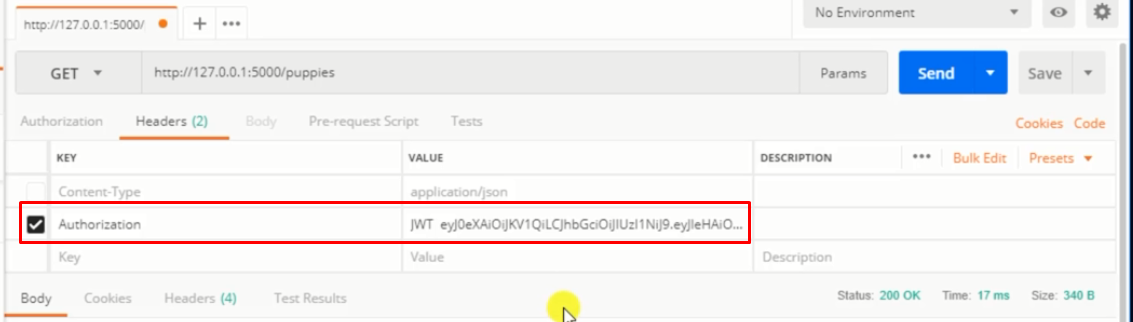 http://127.0.0.1:5000/ + ••• No Environment
GET http://127.0.0.1:5000/puppies Params Send Save
Authorization Headers (2) Body Pre-request Script Tests Cookies Code
KEY VALUE DESCRIPTION ••• Bulk Edit Presets
Content-Type application/json
Authorization JWT eyJ0eXAiOiJKV1QiLCJhbGciOiJIUzI1NiJ9.eyJleHAiO...
Key Value Description
Body Cookies Headers (4) Test Results Status: 200 OK Time: 17 ms Size: 340 B